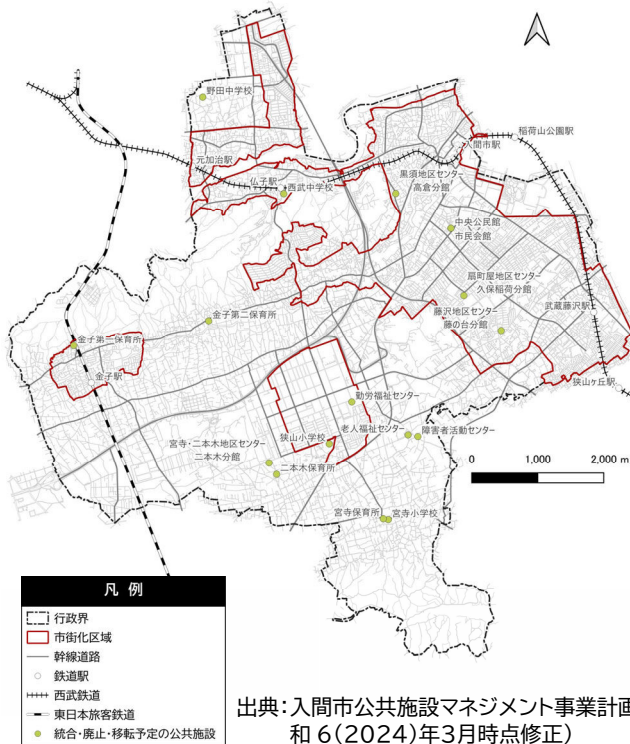 野田中学校
稲荷山公園駅
入間市駅
元加治駅
仏子駅
西武中学校
黒須地区センター
高倉分館
中央公民館
市民会館
扇町屋地区センター
久保稲荷分館
武蔵藤沢駅
藤沢地区センター
藤の台分館
金子第二保育所
金子第一保育所
金子駅
狭山ヶ丘駅
勤労福祉センター
老人福祉センター
障害者活動センター
狭山小学校
宮寺・二本木地区センター
二本木分館
二本木保育所
0 1,000 2,000 m
宮寺保育所
宮寺小学校
凡 例
行政界
市街化区域
幹線道路
鉄道駅
西武鉄道
東日本旅客鉄道
統合・廃止・移転予定の公共施設
出典:入間市公共施設マネジメント事業計画
和6(2024)年3月時点修正)